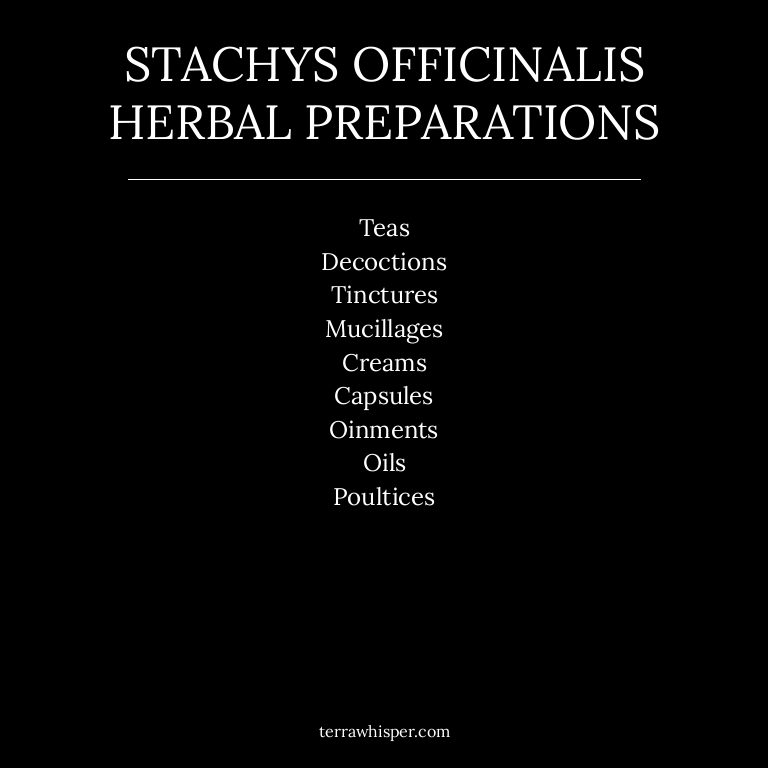 STACHYS OFFICINALIS
HERBAL PREPARATIONS
Teas
Decoctions
Tinctures
Mucillages
Creams
Capsules
Oinments
Oils
Poultices
terrawhisper.com